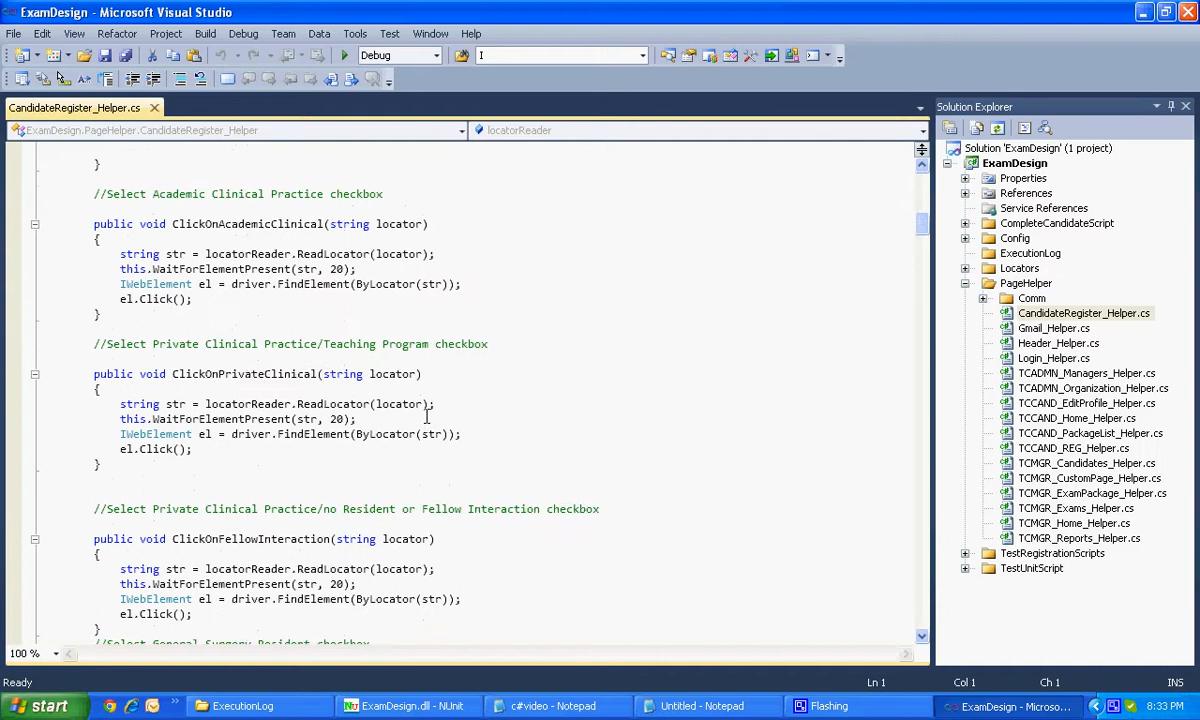 ExamDesign - Microsoft Visual Studio
File Edit View Refactor Project Build Debug Team Data Tools Test Window Help
Debug I
CandidateRegister_Helper.cs
ExamDesign.PageHelper.CandidateRegister_Helper locatorReader
}
//Select Academic Clinical Practice checkbox
public void ClickOnAcademicClinical(string locator)
{
string str = locatorReader.ReadLocator(locator);
this.WaitForElementPresent(str, 20);
IWebElement el = driver.FindElement(ByLocator(str));
el.Click();
}
//Select Private Clinical Practice/Teaching Program checkbox
public void ClickOnPrivateClinical(string locator)
{
string str = locatorReader.ReadLocator(locator);
this.WaitForElementPresent(str, 20);
IWebElement el = driver.FindElement(ByLocator(str));
el.Click();
}
//Select Private Clinical Practice/no Resident or Fellow Interaction checkbox
public void ClickOnFellowInteraction(string locator)
{
string str = locatorReader.ReadLocator(locator);
this.WaitForElementPresent(str, 20);
IWebElement el = driver.FindElement(ByLocator(str));
el.Click();
}
//Select General Surgery Resident checkbox
100 %
Solution Explorer
Solution 'ExamDesign' (1 project)
ExamDesign
Properties
References
Service References
CompleteCandidateScript
Config
ExecutionLog
Locators
PageHelper
Comm
CandidateRegister_Helper.cs
Gmail_Helper.cs
Header_Helper.cs
Login_Helper.cs
TCADMN_Managers_Helper.cs
TCADMN_Organization_Helper.cs
TCCAND_EditProfile_Helper.cs
TCCAND_Home_Helper.cs
TCCAND_PackageList_Helper.cs
TCCAND_REG_Helper.cs
TCMGR_Candidates_Helper.cs
TCMGR_CustomPage_Helper.cs
TCMGR_ExamPackage_Helper.cs
TCMGR_Exams_Helper.cs
TCMGR_Home_Helper.cs
TCMGR_Reports_Helper.cs
TestRegistrationScripts
TestUnitScript
Ready Ln 1 Col 1 Ch 1 INS
start ExecutionLog ExamDesign.dll - NUnit c#video - Notepad Untitled - Notepad Flashing ExamDesign - Microso... 8:33 PM